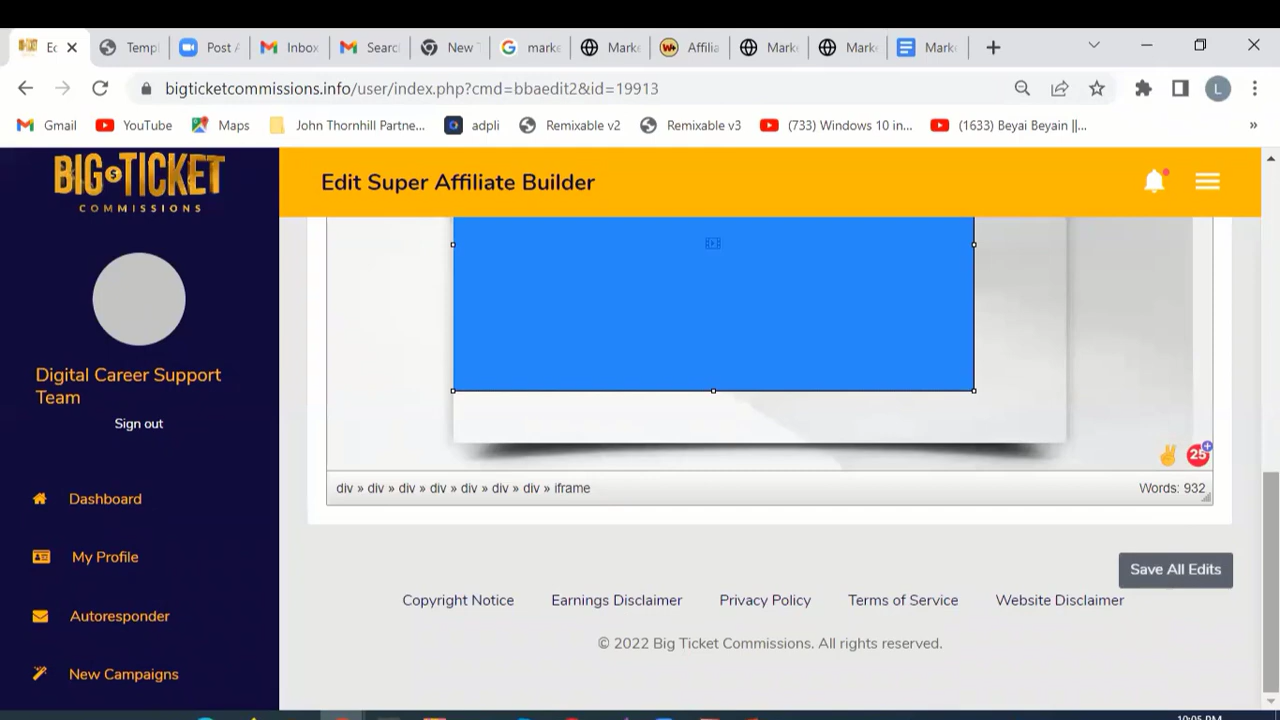 Ec
Temp
Post A
Inbox
Searc
New T
marke
Mark
Affilia
Mark
Mark
Mark
bigticketcommissions.info/user/index.php?cmd=bbaedit2&id=19913
L
Gmail
YouTube
Maps
John Thornhill Partne...
adpli
Remixable v2
Remixable v3
(733) Windows 10 in...
(1633) Beyai Beyain ||...
»
BIG TICKET
COMMISSIONS
Edit Super Affiliate Builder
Digital Career Support
Team
Sign out
Dashboard
My Profile
Autoresponder
New Campaigns
25
div » div » div » div » div » div » div » iframe
Words: 932
Save All Edits
Copyright Notice
Earnings Disclaimer
Privacy Policy
Terms of Service
Website Disclaimer
© 2022 Big Ticket Commissions. All rights reserved.
10:05 PM